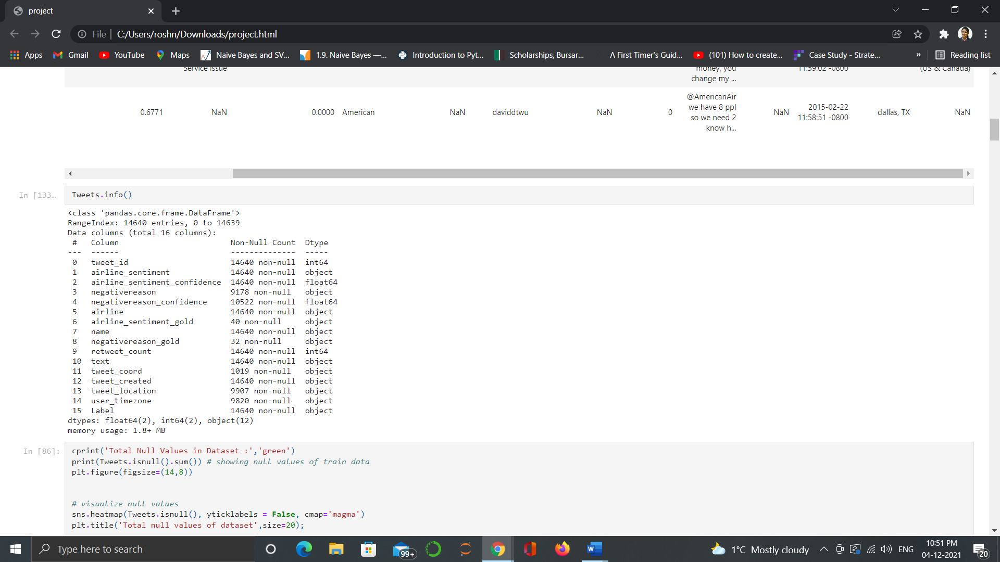 project
File
C:/Users/roshn/Downloads/project.html
Apps Gmail YouTube Maps Naive Bayes and SV... 1.9. Naive Bayes —... Introduction to Pyt... Scholarships, Bursar... A First Timer's Guid... (101) How to create... Case Study - Strate... » Reading list
Service Issue money, you 11:59:02 -0800 (US & Canada)
change my ...
@AmericanAir
we have 8 ppl
so we need 2
know h...
0.6771 NaN 0.0000 American NaN daviddtwu NaN 0 NaN 2015-02-22 dallas, TX NaN
11:58:51 -0800
In [133...
Tweets.info()
<class 'pandas.core.frame.DataFrame'>
RangeIndex: 14640 entries, 0 to 14639
Data columns (total 16 columns):
# Column Non-Null Count Dtype
--- ------ -------------- -----
0 tweet_id 14640 non-null int64
1 airline_sentiment 14640 non-null object
2 airline_sentiment_confidence 14640 non-null float64
3 negativereason 9178 non-null object
4 negativereason_confidence 10522 non-null float64
5 airline 14640 non-null object
6 airline_sentiment_gold 40 non-null object
7 name 14640 non-null object
8 negativereason_gold 32 non-null object
9 retweet_count 14640 non-null int64
10 text 14640 non-null object
11 tweet_coord 1019 non-null object
12 tweet_created 14640 non-null object
13 tweet_location 9907 non-null object
14 user_timezone 9820 non-null object
15 Label 14640 non-null object
dtypes: float64(2), int64(2), object(12)
memory usage: 1.8+ MB
In [86]:
cprint('Total Null Values in Dataset :','green')
print(Tweets.isnull().sum()) # showing null values of train data
plt.figure(figsize=(14,8))
# visualize null values
sns.heatmap(Tweets.isnull(), yticklabels = False, cmap='magma')
plt.title('Total null values of dataset',size=20);
Type here to search
99+
W
1°C Mostly cloudy
ENG
10:51 PM
04-12-2021
20